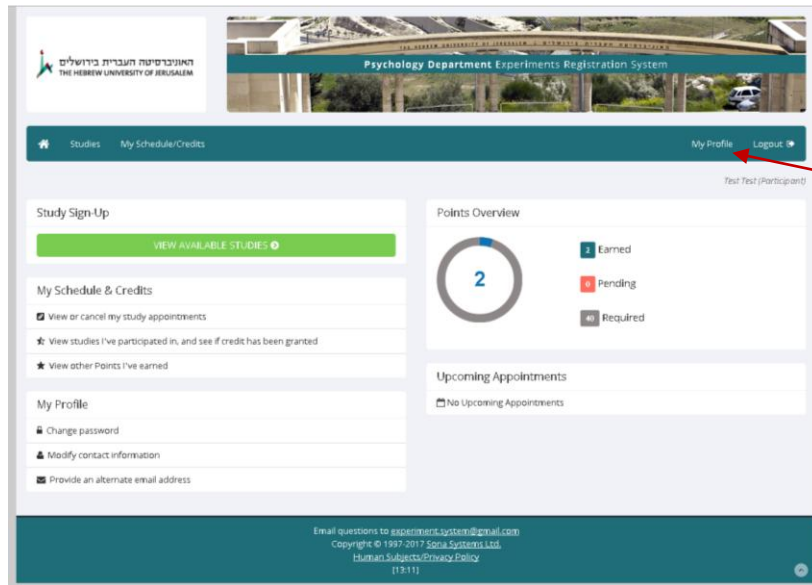 האוניברסיטה העברית בירושלים
THE HEBREW UNIVERSITY OF JERUSALEM
THE HEBREW UNIVERSITY OF JERUSALEM
Psychology Department Experiments Registration System
Studies My Schedule/Credits My Profile Logout
Test Test (Participant)
Study Sign-Up
VIEW AVAILABLE STUDIES
My Schedule & Credits
View or cancel my study appointments
View studies I've participated in, and see if credit has been granted
View other Points I've earned
My Profile
Change password
Modify contact information
Provide an alternate email address
Points Overview
2
2 Earned
0 Pending
40 Required
Upcoming Appointments
No Upcoming Appointments
Email questions to experiment.system@gmail.com
Copyright © 1997-2017 Sona Systems Ltd.
Human Subjects/Privacy Policy
[13:11]